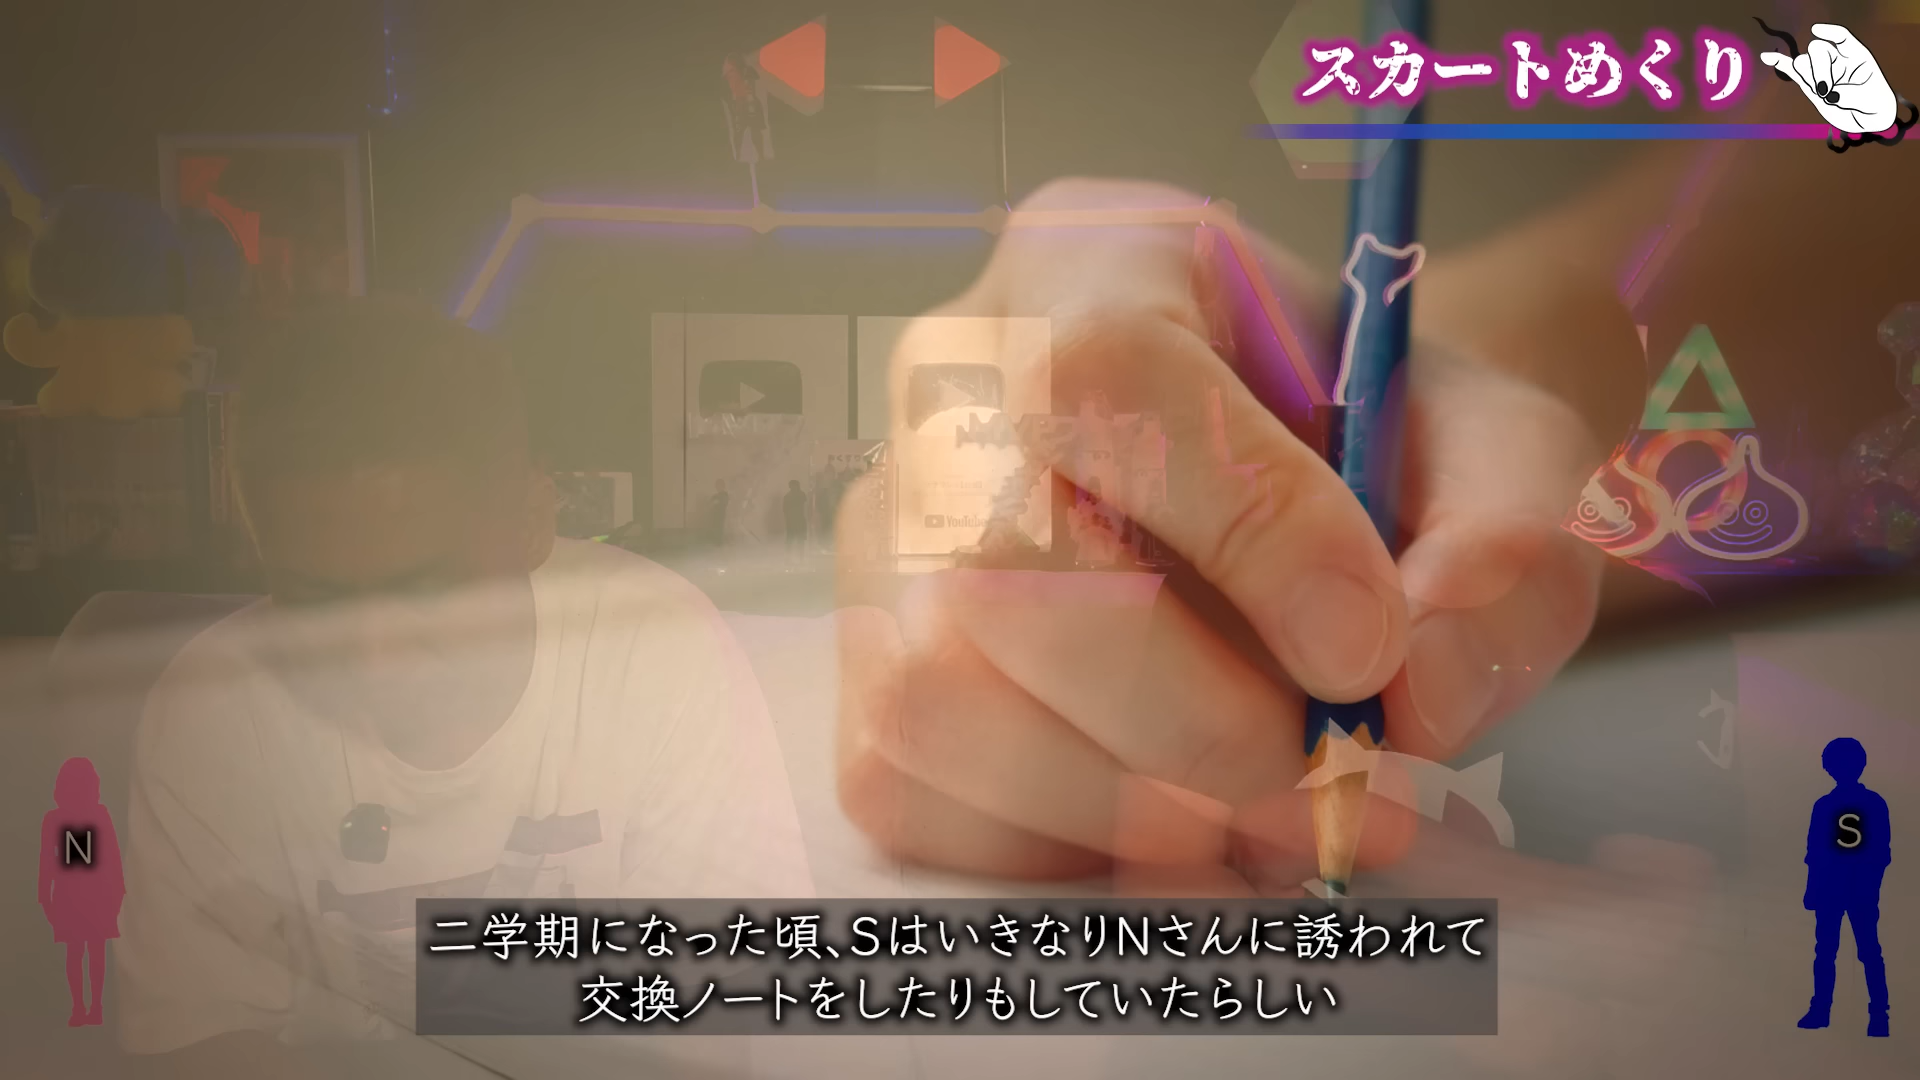 スカートめくり
YouTube
N
S
二学期になった頃、SはいきなりNさんに誘われて
交換ノートをしたりもしていたらしい